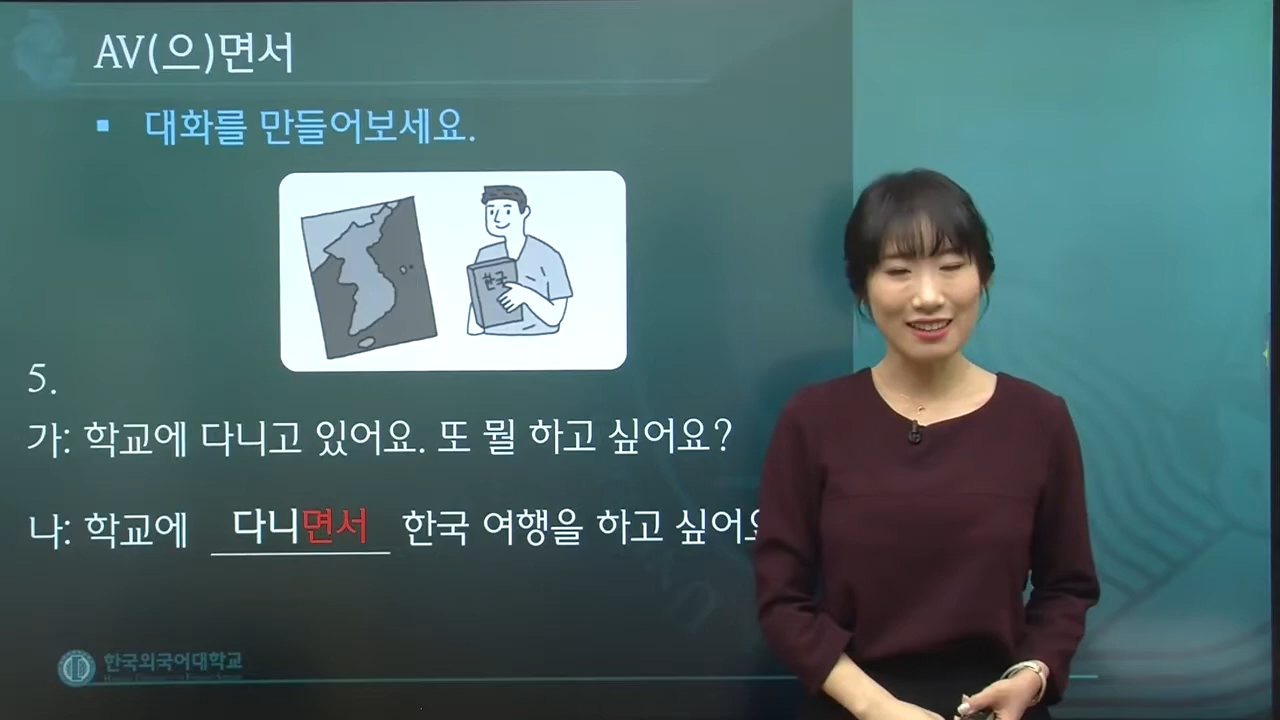 AV(으)면서
▪ 대화를 만들어보세요.
한국
5.
가: 학교에 다니고 있어요. 또 뭘 하고 싶어요?
나: 학교에 다니면서 한국 여행을 하고 싶어
한국외국어대학교